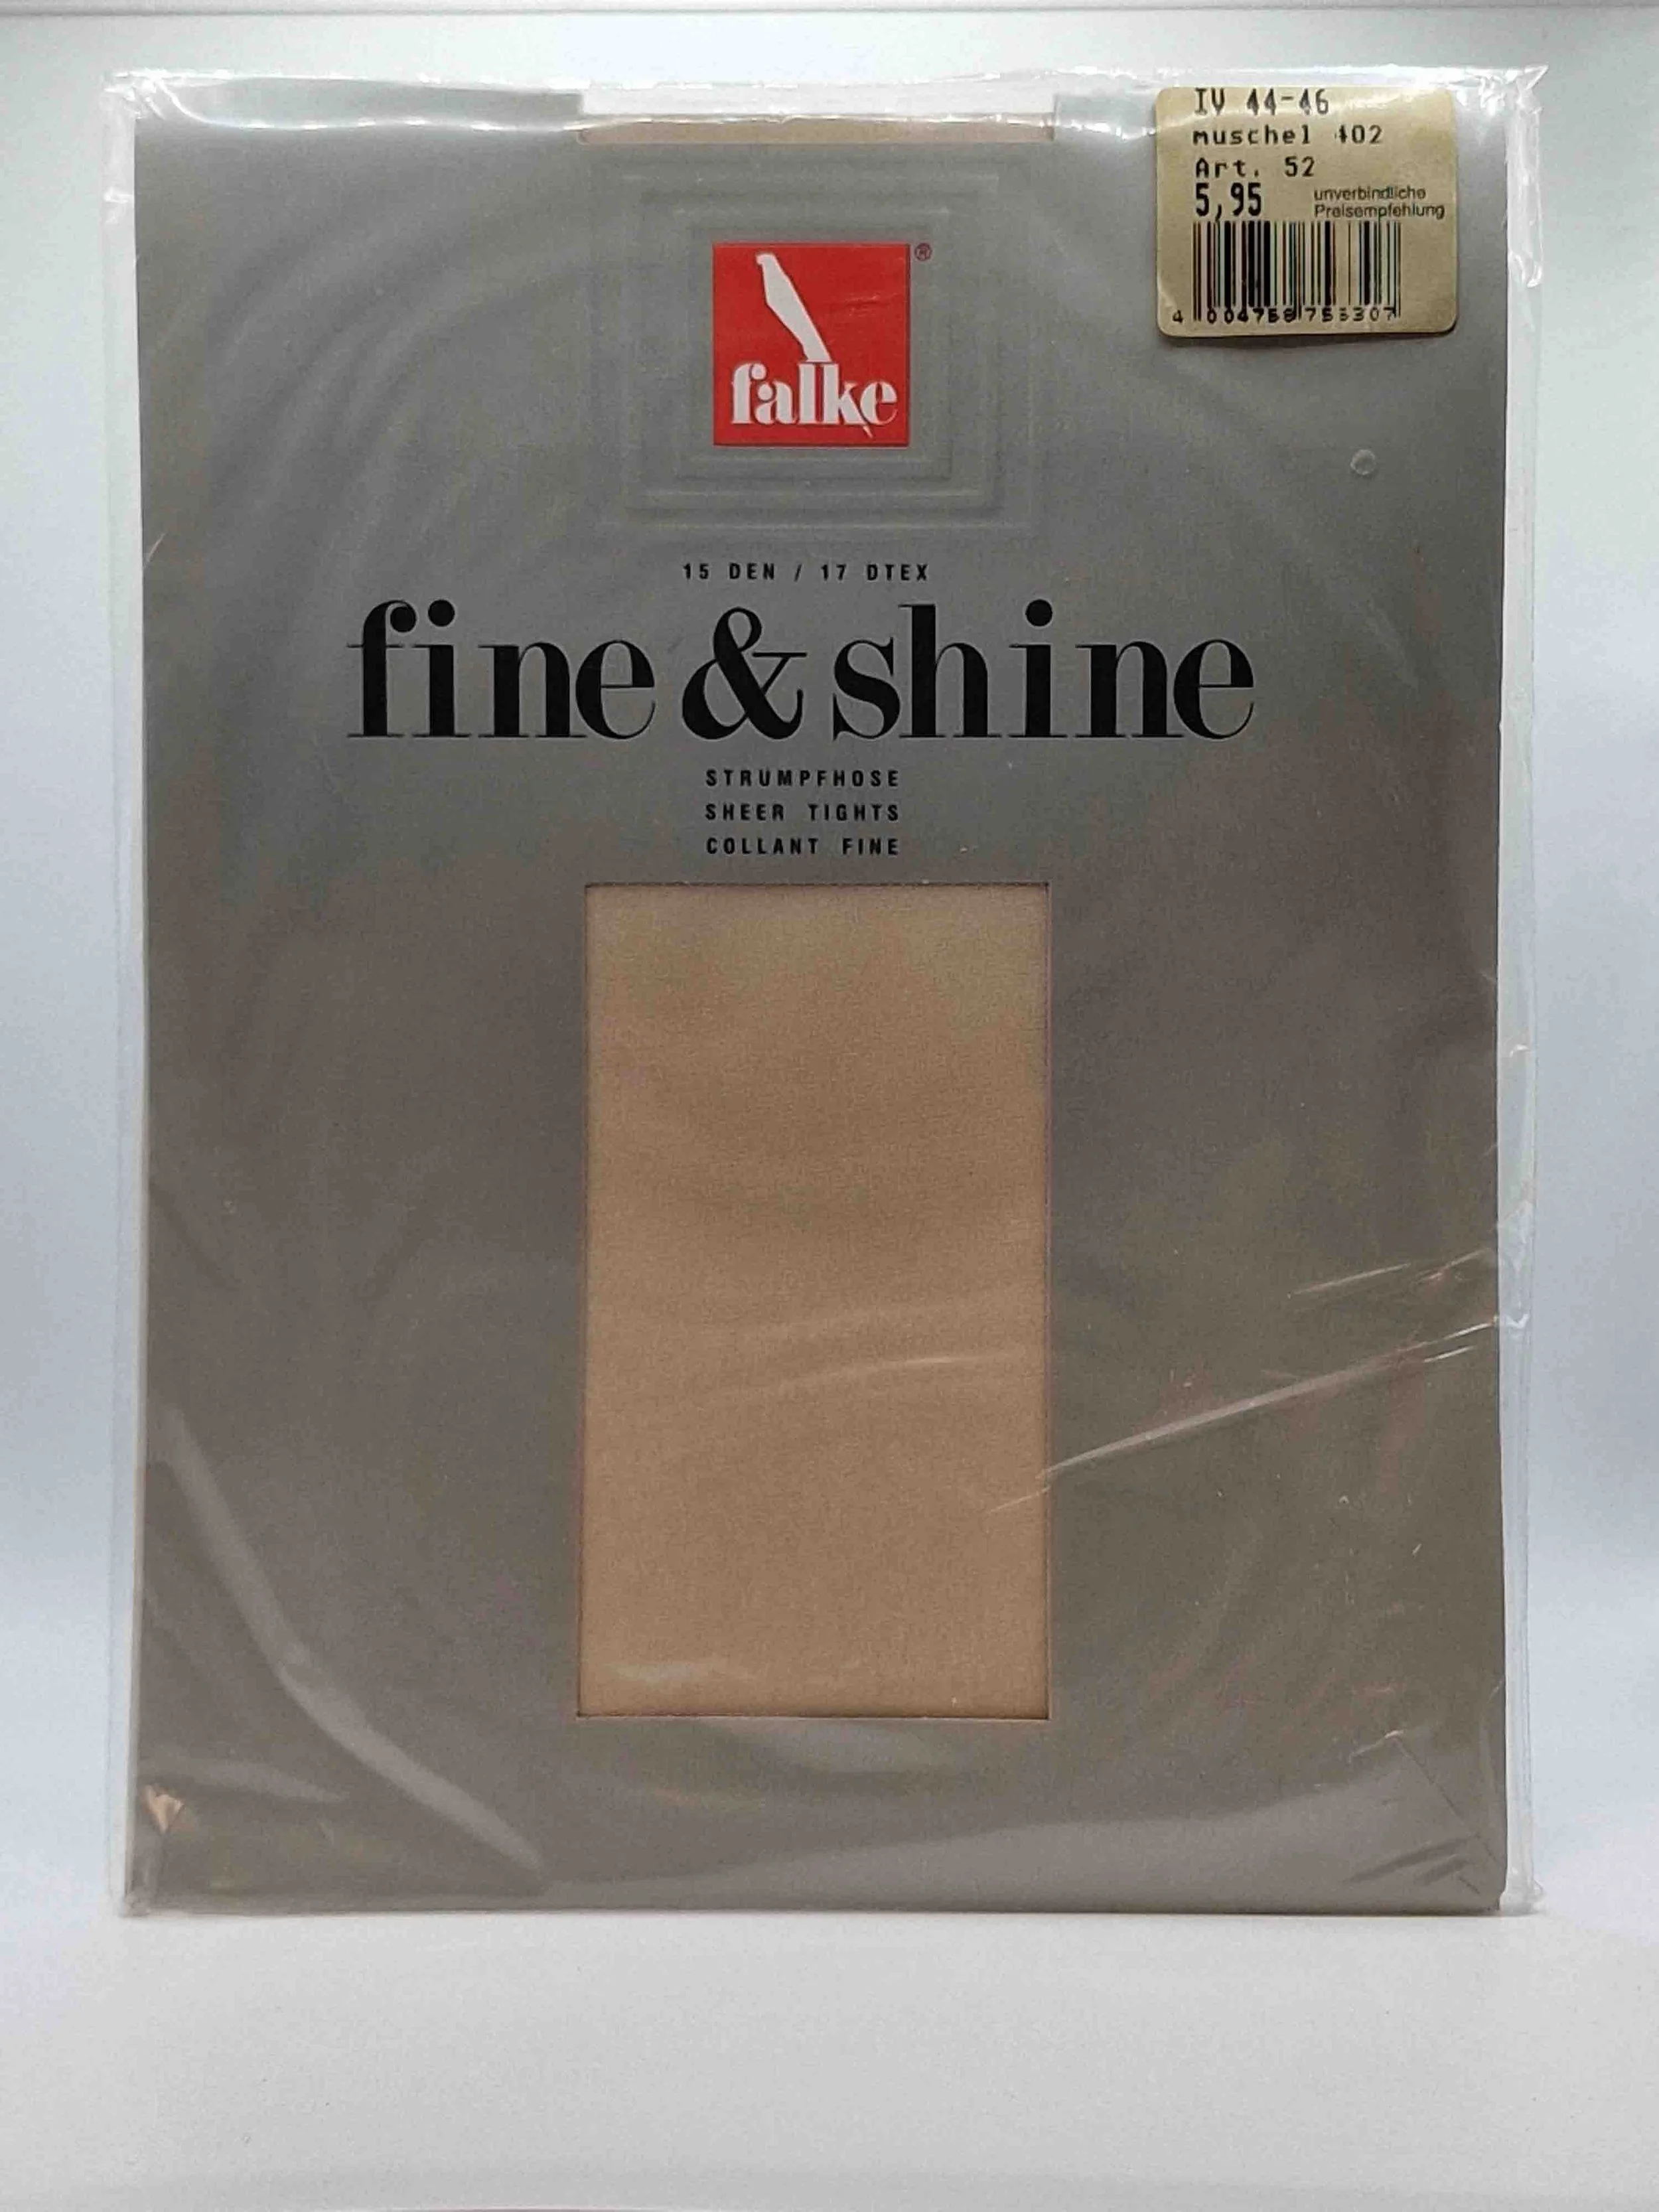 IV 44-46
muschel 402
Art. 52
5,95 unverbindliche
Preisempfehlung
4 004758 755307
®
falke
15 DEN / 17 DTEX
fine & shine
STRUMPFHOSE
SHEER TIGHTS
COLLANT FINE